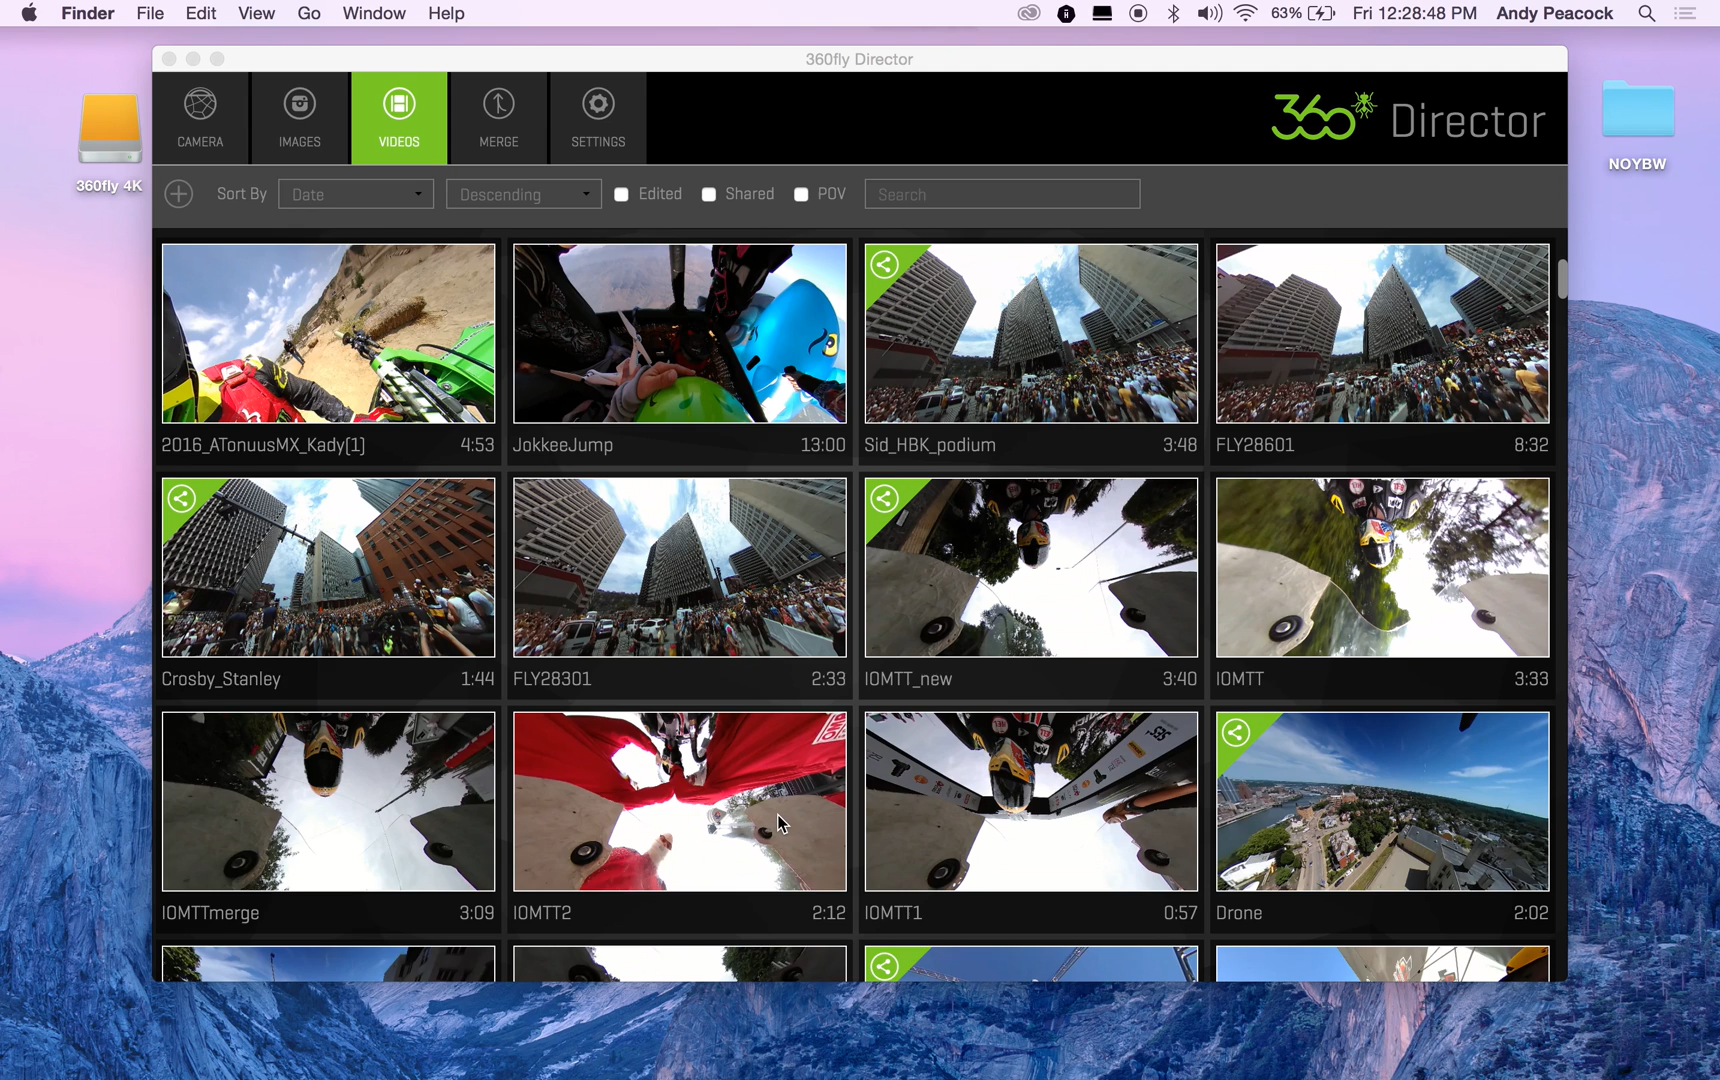 Finder File Edit View Go Window Help 63% Fri 12:28:48 PM Andy Peacock
360fly Director
CAMERA IMAGES VIDEOS MERGE SETTINGS
360 Director
360fly 4K
NOYBW
Sort By Date Descending Edited Shared POV Search
2016_ATonuusMX_Kady(1) 4:53 JokkeeJump 13:00 Sid_HBK_podium 3:48 FLY28601 8:32
Crosby_Stanley 1:44 FLY28301 2:33 IOMTT_new 3:40 IOMTT 3:33
IOMTTmerge 3:09 IOMTT2 2:12 IOMTT1 0:57 Drone 2:02